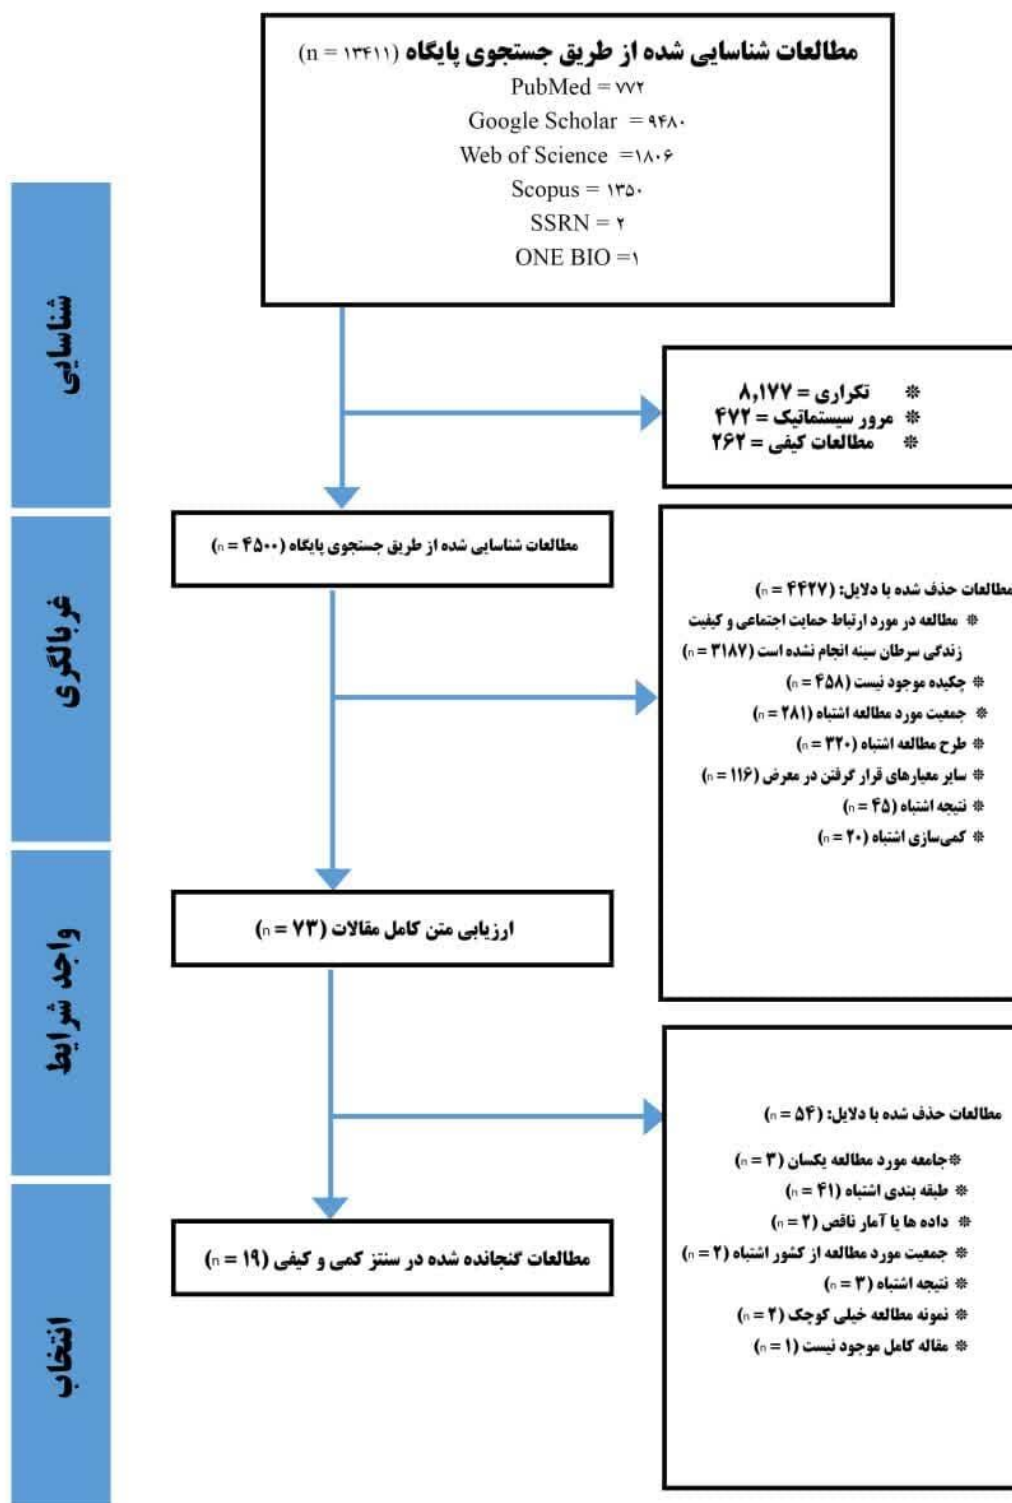 مطالعات شناسایی شده از طریق جستجوی پایگاه (n = ۱۳۴۱۱)
PubMed = ۷۷۲
Google Scholar = ۹۴۸۰
Web of Science =۱۸۰۶
Scopus = ۱۳۵۰
SSRN = ۲
ONE BIO =۱
شناسایی
❊ تکراری = ۸,۱۷۷
❊ مرور سیستماتیک = ۴۷۲
❊ مطالعات کیفی = ۲۶۲
غربالگری
مطالعات شناسایی شده از طریق جستجوی پایگاه (n = ۴۵۰۰)
مطالعات حذف شده با دلایل: (n = ۴۴۲۷)
❊ مطالعه در مورد ارتباط حمایت اجتماعی و کیفیت
زندگی سرطان سینه انجام نشده است (n = ۳۱۸۷)
❊ چکیده موجود نیست (n = ۴۵۸)
❊ جمعیت مورد مطالعه اشتباه (n = ۲۸۱)
❊ طرح مطالعه اشتباه (n = ۳۲۰)
❊ سایر معیارهای قرار گرفتن در معرض (n = ۱۱۶)
❊ نتیجه اشتباه (n = ۴۵)
❊ کمی‌سازی اشتباه (n = ۲۰)
واجد شرایط
ارزیابی متن کامل مقالات (n = ۷۳)
مطالعات حذف شده با دلایل: (n = ۵۴)
❊جامعه مورد مطالعه یکسان (n = ۳)
❊ طبقه بندی اشتباه (n = ۴۱)
❊ داده ها یا آمار ناقص (n = ۲)
❊ جمعیت مورد مطالعه از کشور اشتباه (n = ۲)
❊ نتیجه اشتباه (n = ۳)
❊ نمونه مطالعه خیلی کوچک (n = ۲)
❊ مقاله کامل موجود نیست (n = ۱)
انتخاب
مطالعات گنجانده شده در سنتز کمی و کیفی (n = ۱۹)